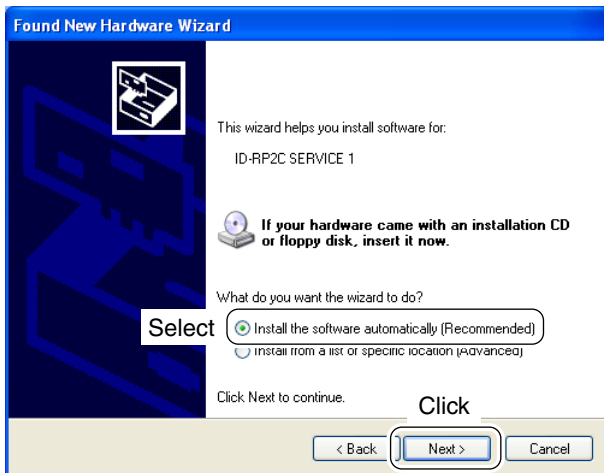 Found New Hardware Wizard
This wizard helps you install software for:
ID-RP2C SERVICE 1
If your hardware came with an installation CD
or floppy disk, insert it now.
What do you want the wizard to do?
Select
Install the software automatically (Recommended)
Install from a list or specific location (Advanced)
Click Next to continue.
Click
< Back
Next >
Cancel